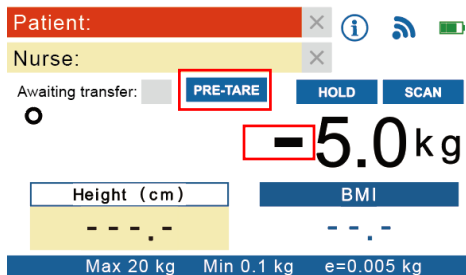 Patient: ×
Nurse: ×
Awaiting transfer: PRE-TARE HOLD SCAN
-5.0kg
Height (cm) BMI
---.- --.-
Max 20 kg Min 0.1 kg e=0.005 kg